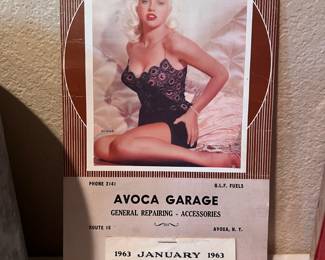 PHONE 2141 B.L.F. FUELS
AVOCA GARAGE
GENERAL REPAIRING - ACCESSORIES
ROUTE 15 AVOCA, N. Y.
1963 JANUARY 1963